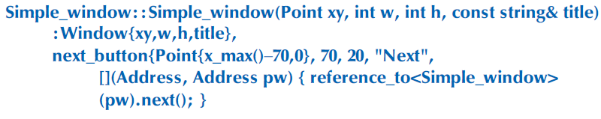 Simple_window::Simple_window(Point xy, int w, int h, const string& title)
:Window{xy,w,h,title},
next_button{Point{x_max()–70,0}, 70, 20, "Next",
[](Address, Address pw) { reference_to<Simple_window>
(pw).next(); }